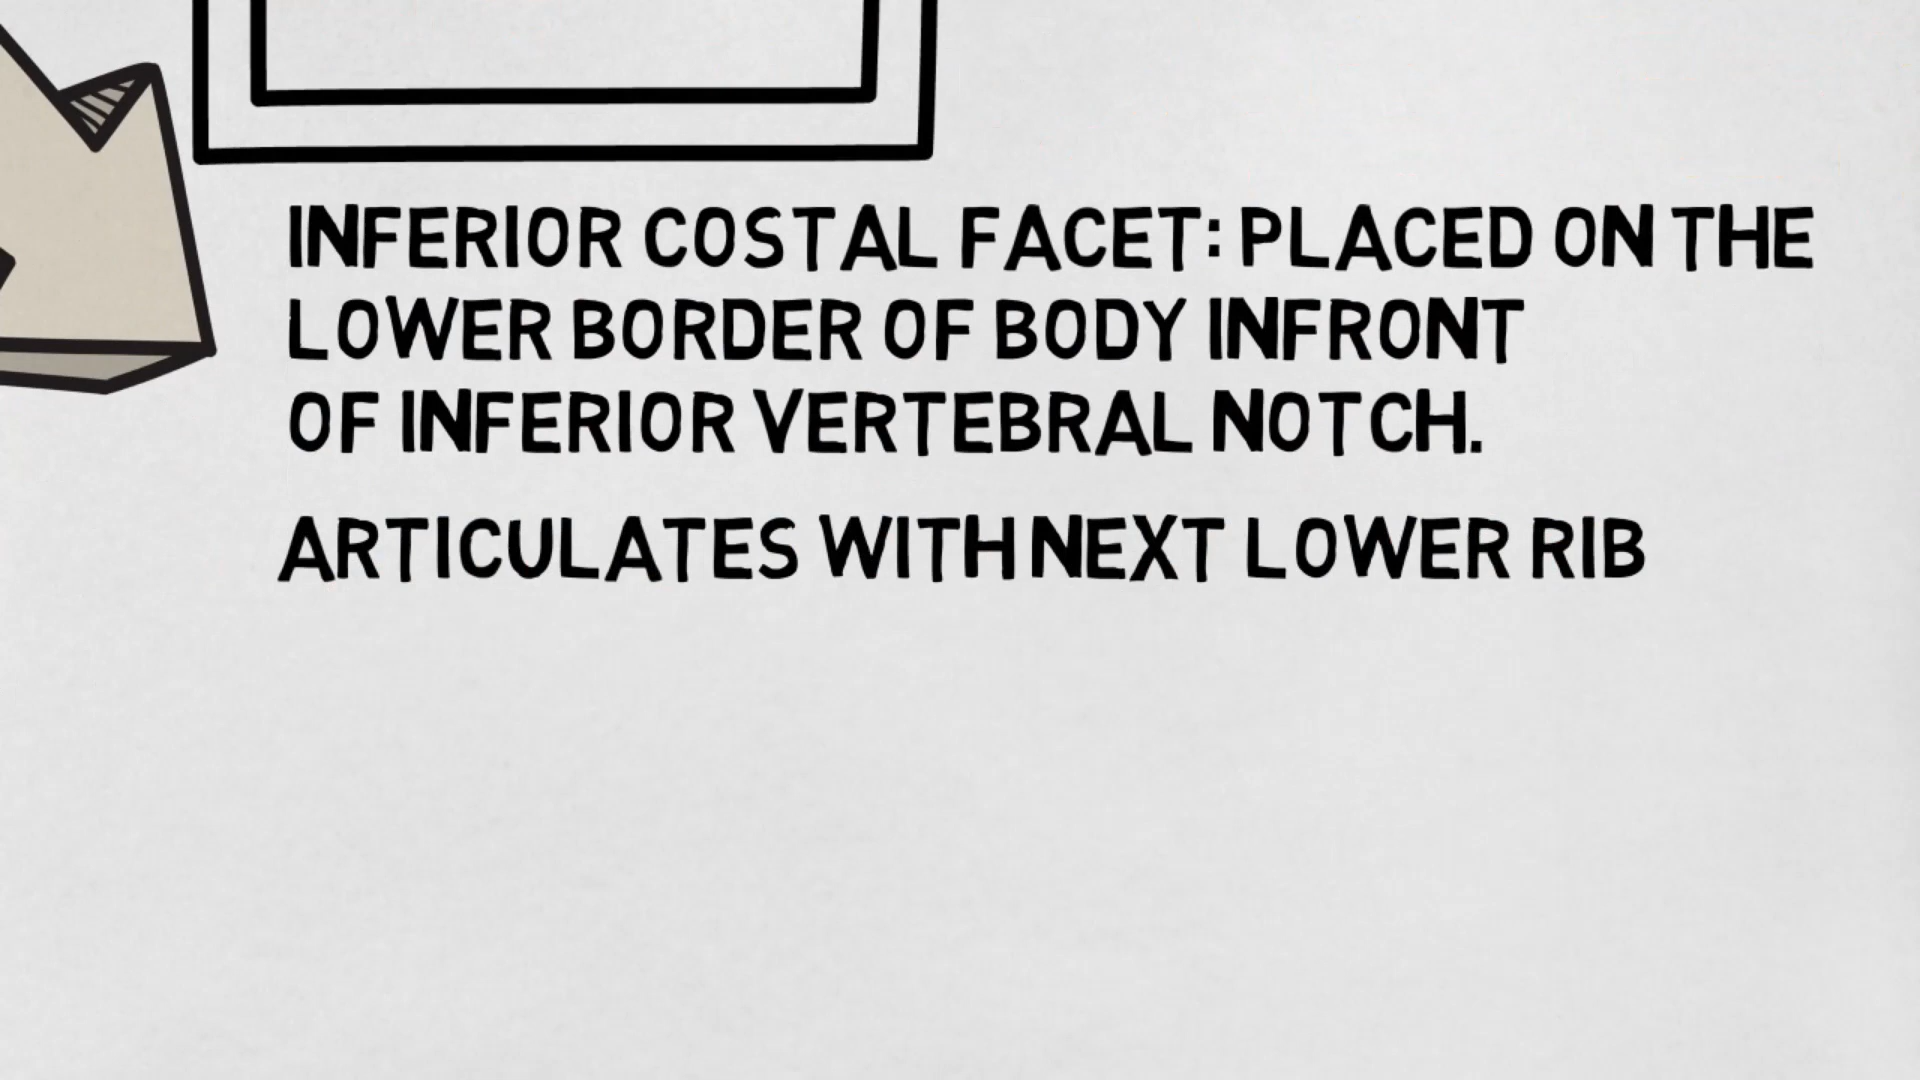 INFERIOR COSTAL FACET: PLACED ON THE
LOWER BORDER OF BODY INFRONT
OF INFERIOR VERTEBRAL NOTCH.
ARTICULATES WITH NEXT LOWER RIB